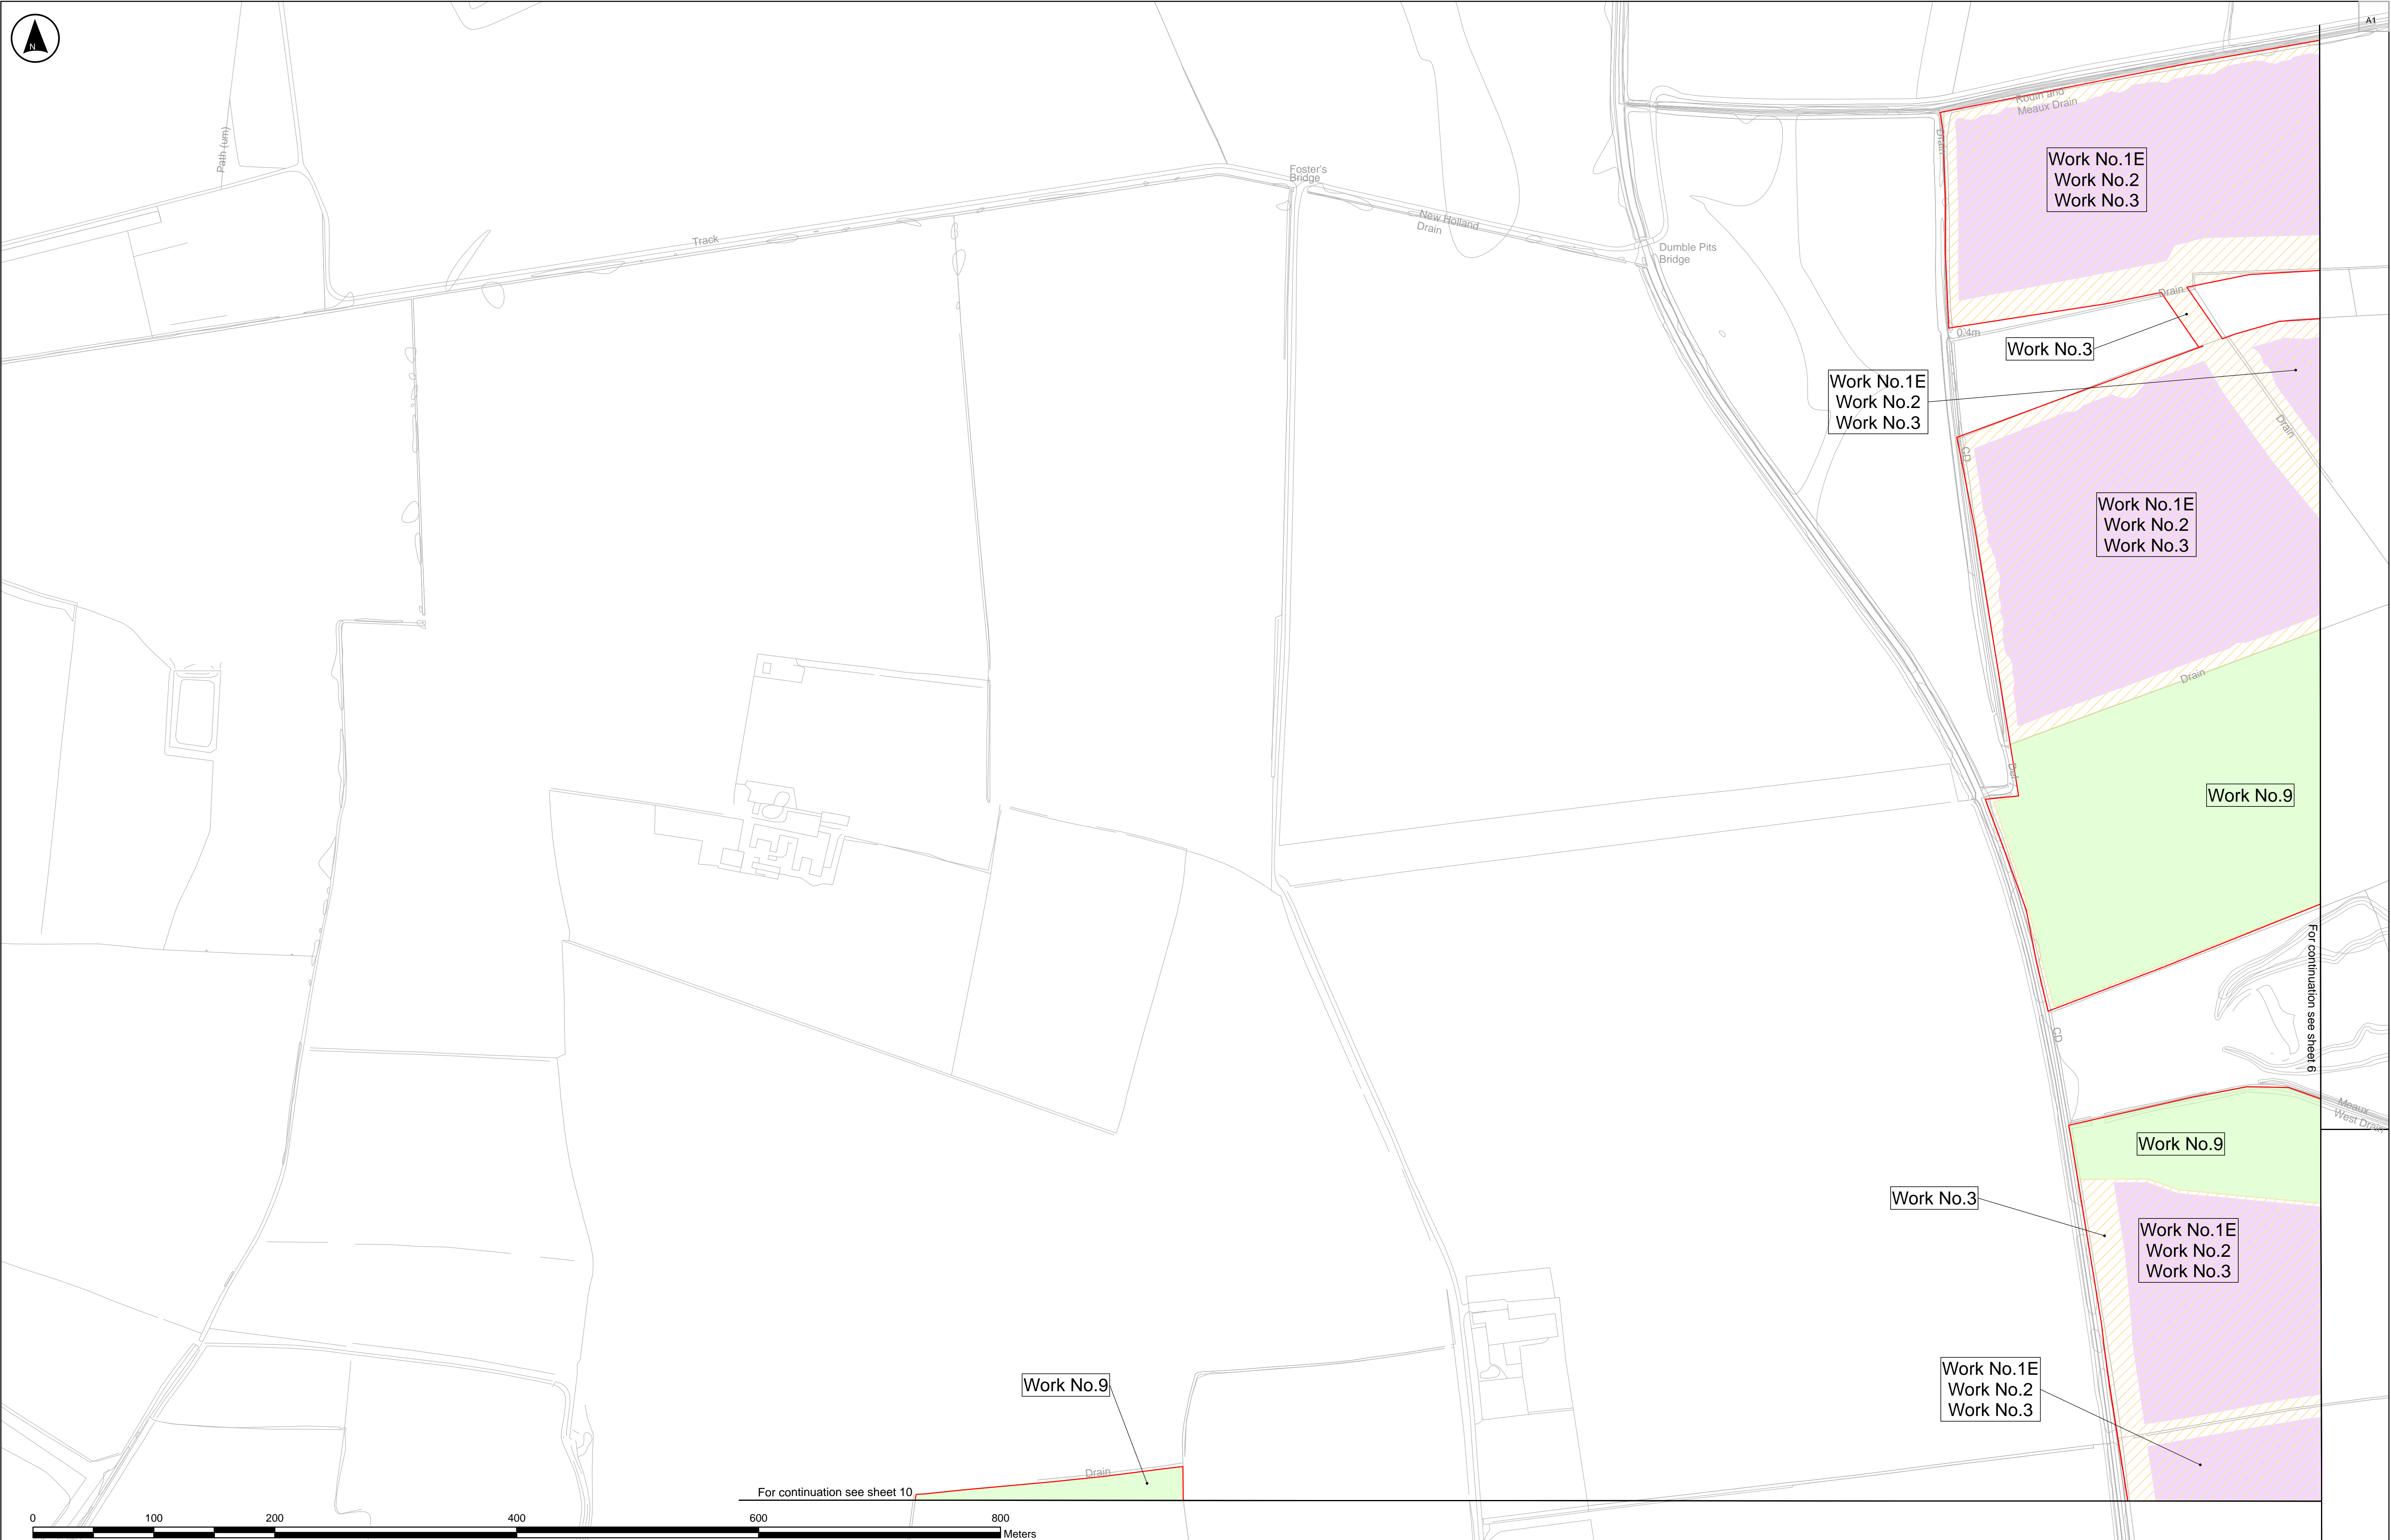 N
A1
Path (um)
Routh and
Meaux Drain
Drain
Work No.1E
Work No.2
Work No.3
Foster's
Bridge
New Holland
Drain
Track
Dumble Pits
Bridge
Drain
0.4m
Work No.3
Work No.1E
Work No.2
Work No.3
Drain
CD
Work No.1E
Work No.2
Work No.3
Drain
Def
Work No.9
For continuation see sheet 6
CD
Meaux
West Drain
Work No.9
Work No.3
Work No.1E
Work No.2
Work No.3
Work No.1E
Work No.2
Work No.3
Work No.9
Drain
For continuation see sheet 10
0 100 200 400 600 800
Meters